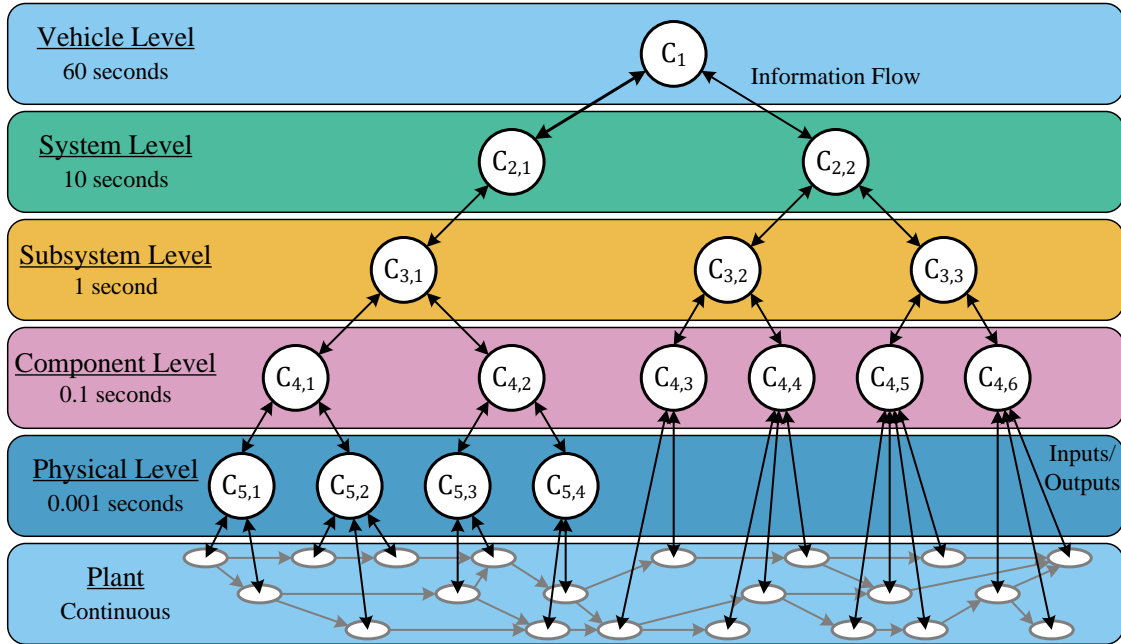 Vehicle Level
60 seconds
C1
Information Flow
System Level
10 seconds
C2,1
C2,2
Subsystem Level
1 second
C3,1
C3,2
C3,3
Component Level
0.1 seconds
C4,1
C4,2
C4,3
C4,4
C4,5
C4,6
Physical Level
0.001 seconds
C5,1
C5,2
C5,3
C5,4
Inputs/
Outputs
Plant
Continuous